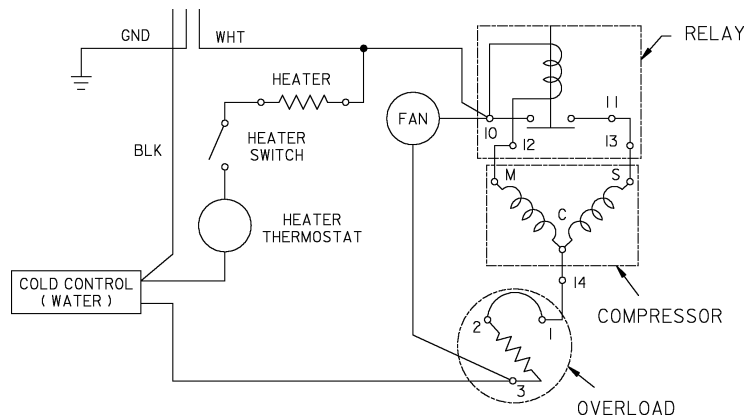 GND
WHT
RELAY
HEATER
FAN
10
11
12
13
HEATER
SWITCH
BLK
M
S
C
HEATER
THERMOSTAT
COLD CONTROL
( WATER )
14
COMPRESSOR
2
1
3
OVERLOAD